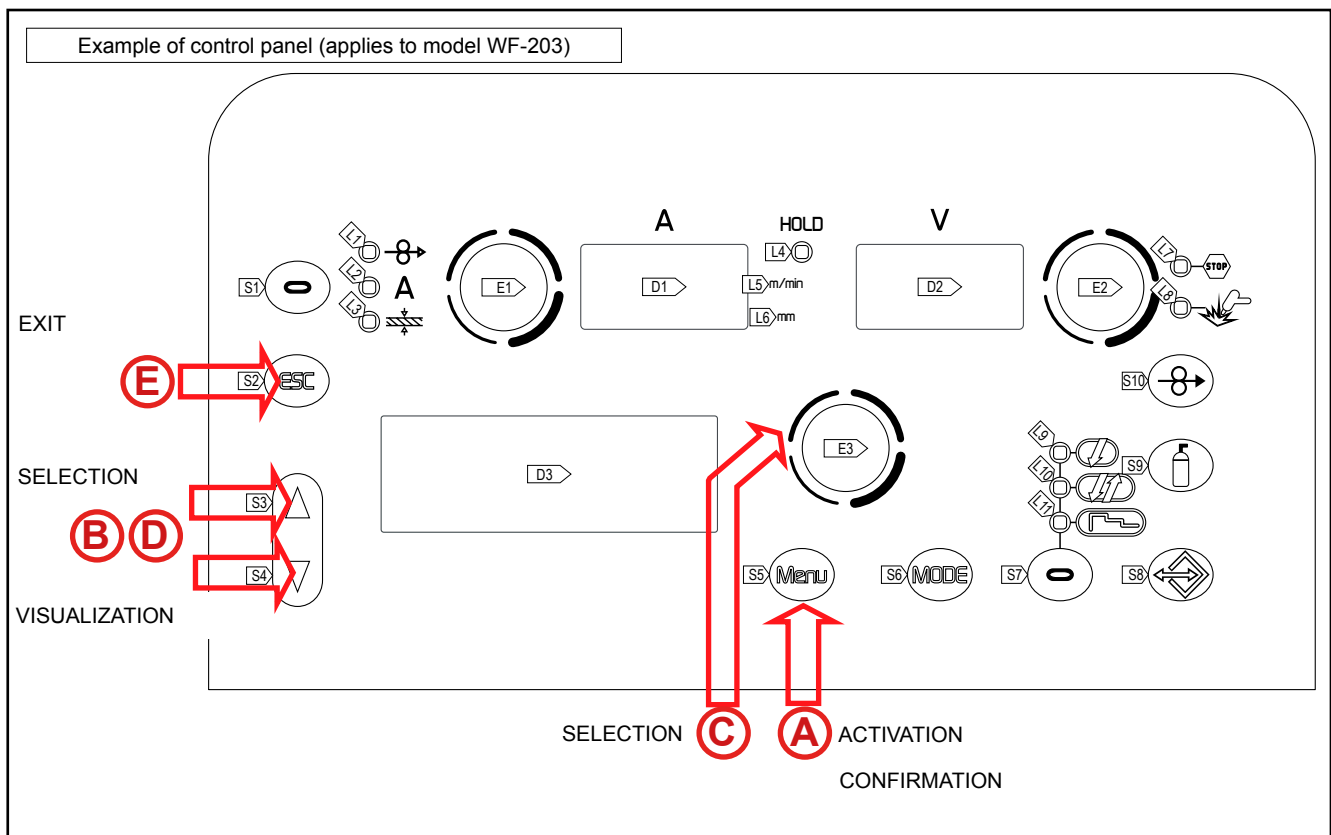 Example of control panel (applies to model WF-203)
A
HOLD
V
L1
L4
L7
STOP
S1
L2
A
E1
D1
L5 m/min
D2
E2
L8
L3
L6 mm
EXIT
E
S2 ESC
S10
D3
E3
L9
L10
S9
L11
SELECTION
S3
B D
S4
S5 Menu
S6 MODE
S7
S8
VISUALIZATION
SELECTION C A ACTIVATION
CONFIRMATION